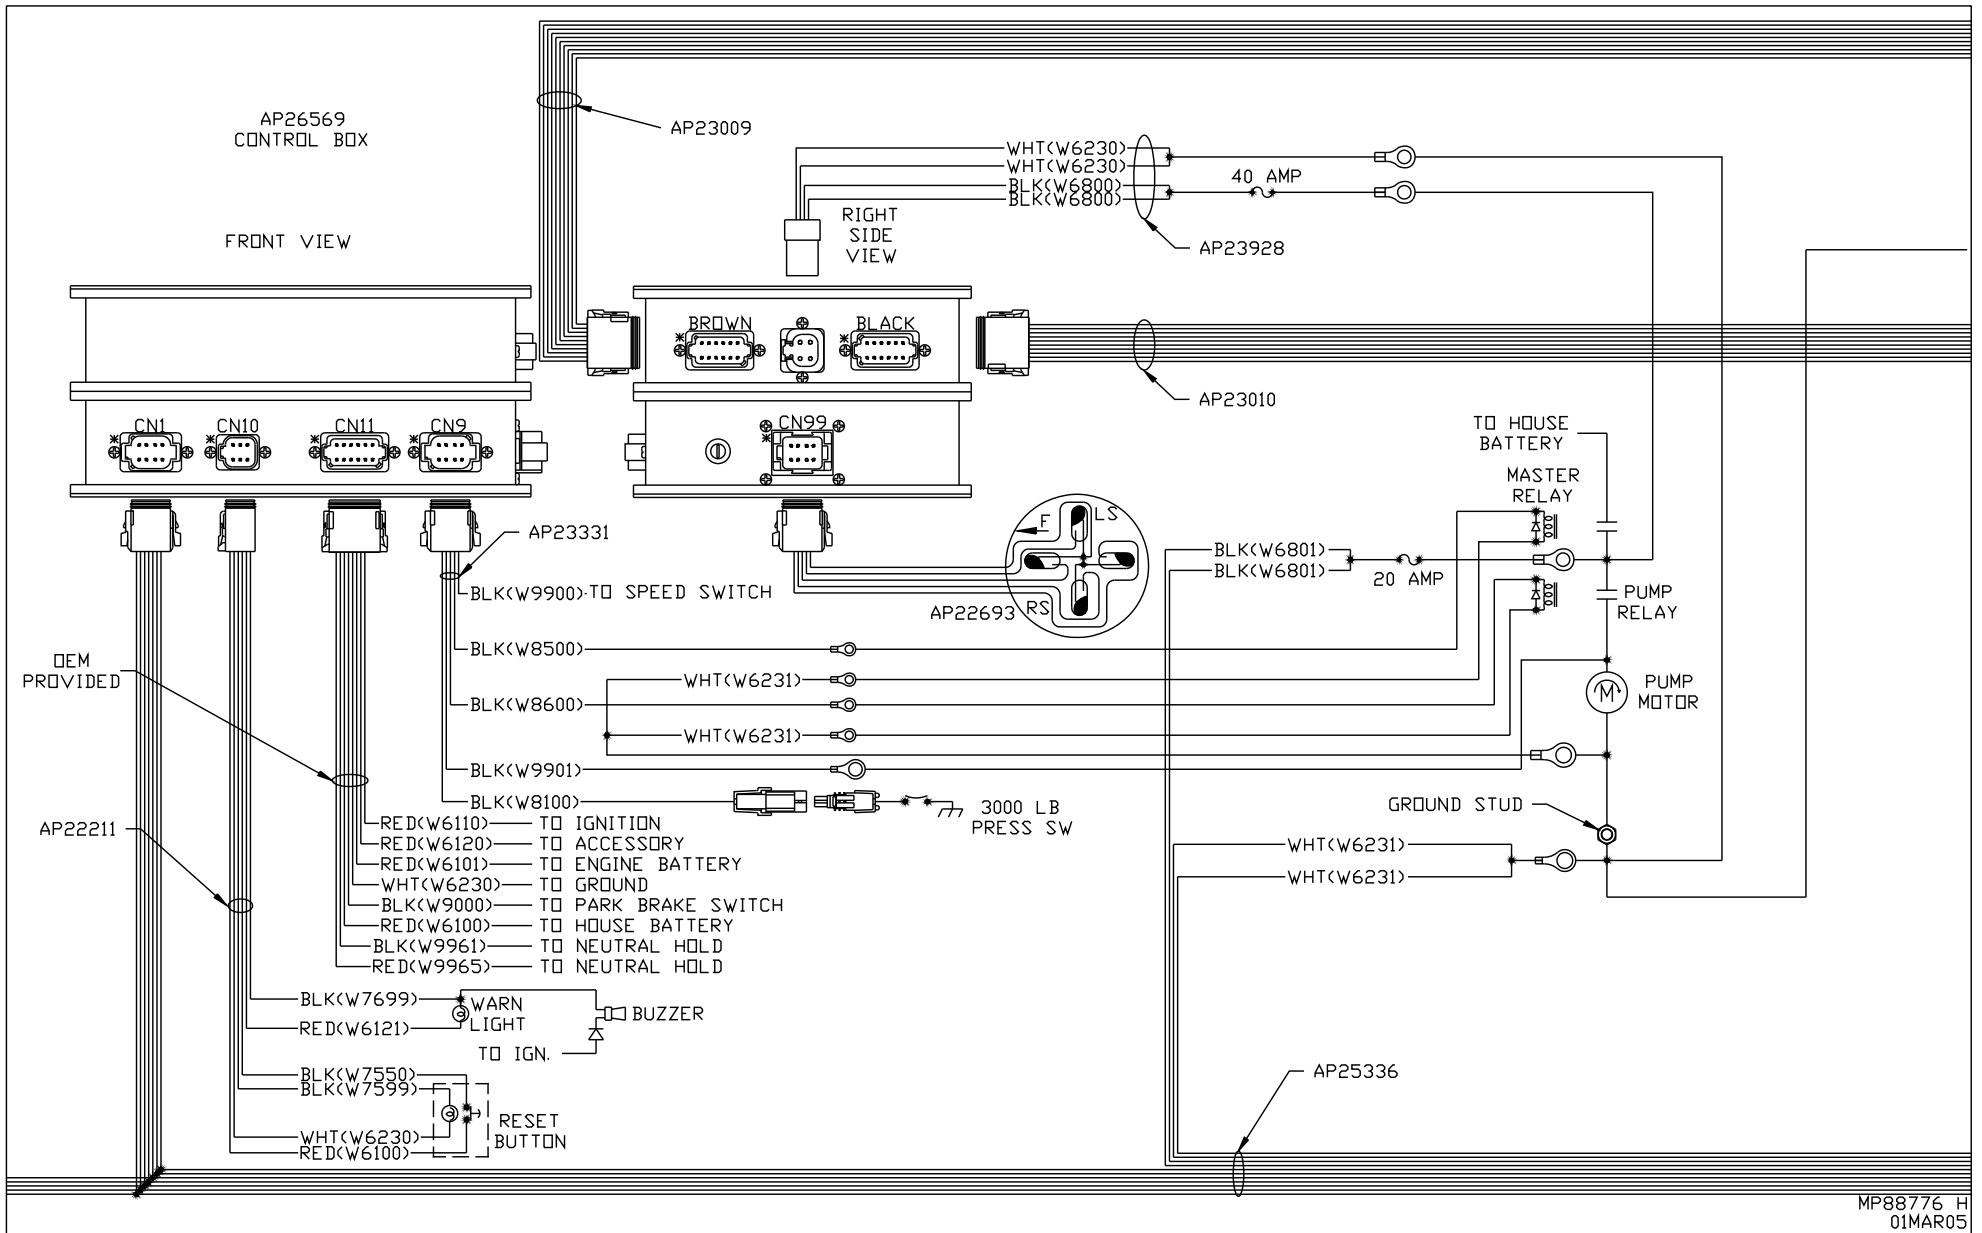 AP26569
CONTROL BOX
FRONT VIEW
AP23009
WHT(W6230)
WHT(W6230)
BLK(W6800)
BLK(W6800)
40 AMP
AP23928
RIGHT
SIDE
VIEW
BROWN
BLACK
AP23010
CN1
CN10
CN11
CN9
CN99
TO HOUSE
BATTERY
MASTER
RELAY
AP23331
F
LS
RS
AP22693
BLK(W6801)
BLK(W6801)
20 AMP
PUMP
RELAY
BLK(W9900)
TO SPEED SWITCH
BLK(W8500)
OEM
PROVIDED
WHT(W6231)
BLK(W8600)
M
PUMP
MOTOR
WHT(W6231)
BLK(W9901)
BLK(W8100)
3000 LB
PRESS SW
GROUND STUD
AP22211
RED(W6110) TO IGNITION
RED(W6120) TO ACCESSORY
RED(W6101) TO ENGINE BATTERY
WHT(W6230) TO GROUND
BLK(W9000) TO PARK BRAKE SWITCH
RED(W6100) TO HOUSE BATTERY
BLK(W9961) TO NEUTRAL HOLD
RED(W9965) TO NEUTRAL HOLD
WHT(W6231)
WHT(W6231)
BLK(W7699)
RED(W6121)
WARN
LIGHT
BUZZER
TO IGN.
BLK(W7550)
BLK(W7599)
WHT(W6230)
RED(W6100)
RESET
BUTTON
AP25336
MP88776 H
01MAR05